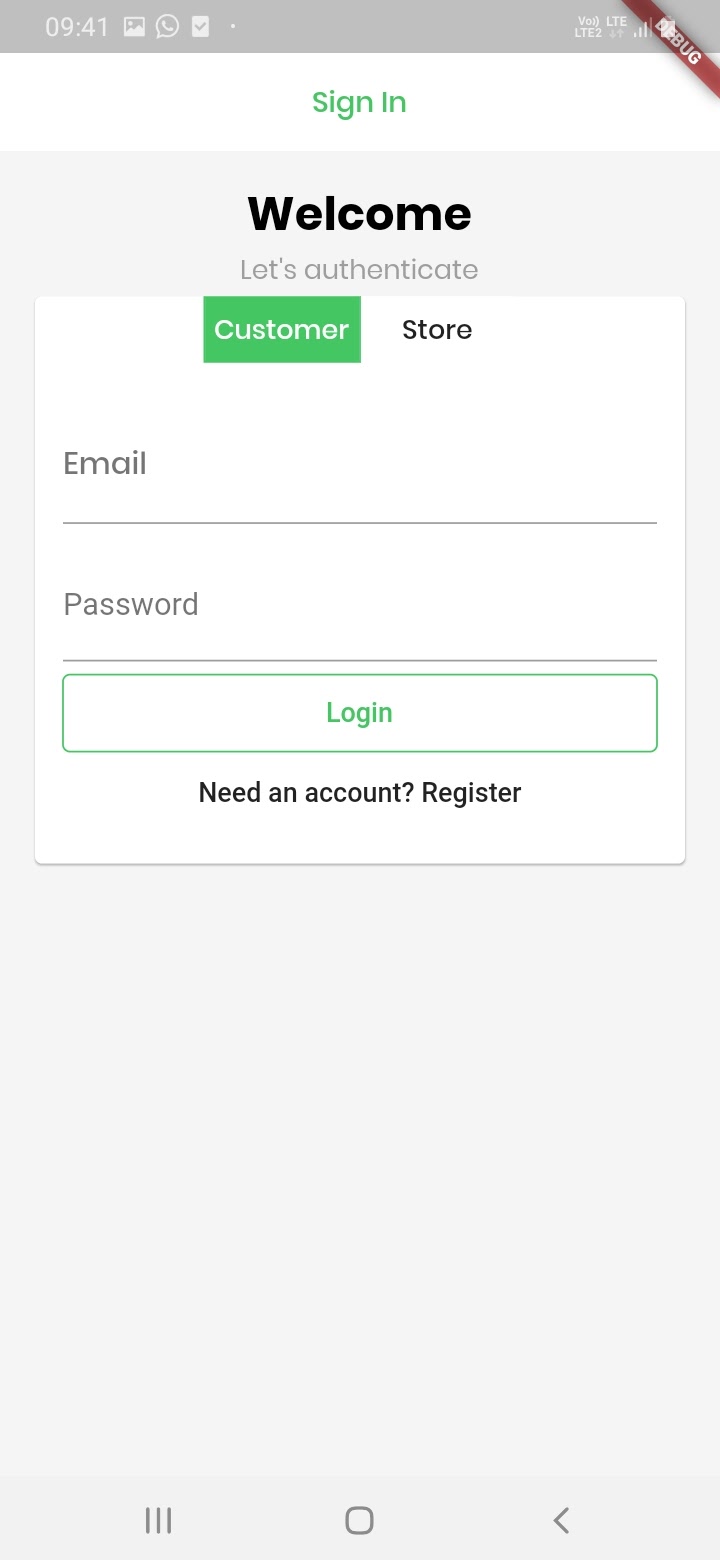 09:41
Vo) LTE
LTE2
DEBUG
Sign In
Welcome
Let's authenticate
Customer Store
Email
Password
Login
Need an account? Register